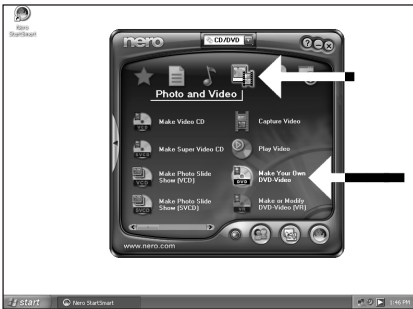 Nero
StartSmart
nero
CD/DVD
Photo and Video
Make Video CD
Capture Video
Make Super Video CD
Play Video
Make Photo Slide
Show (VCD)
Make Your Own
DVD-Video
Make Photo Slide
Show (SVCD)
Make or Modify
DVD-Video (VR)
www.nero.com
start
Nero StartSmart
1:46 PM